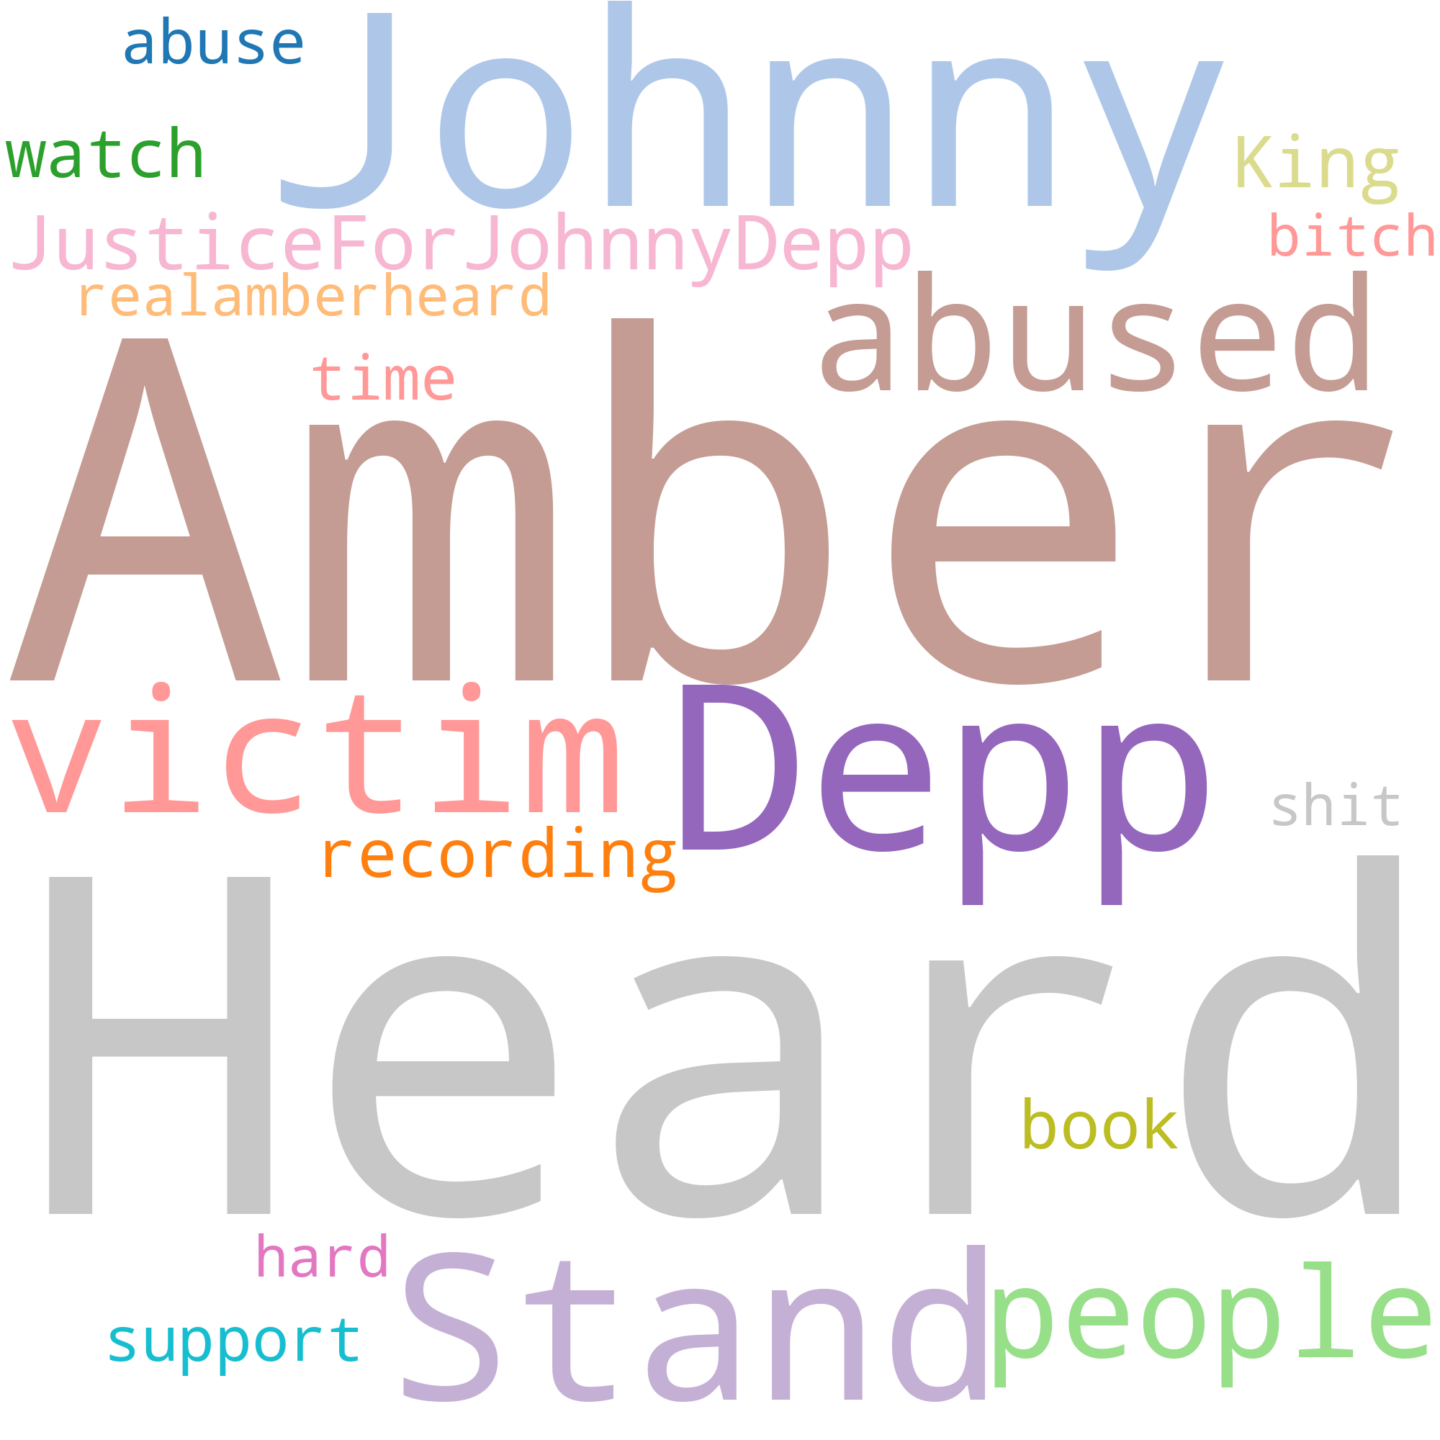 abuse
Johnny
watch
King
JusticeForJohnnyDepp
bitch
realamberheard
abused
time
Amber
victim
Depp
shit
recording
Heard
book
hard
Stand
people
support